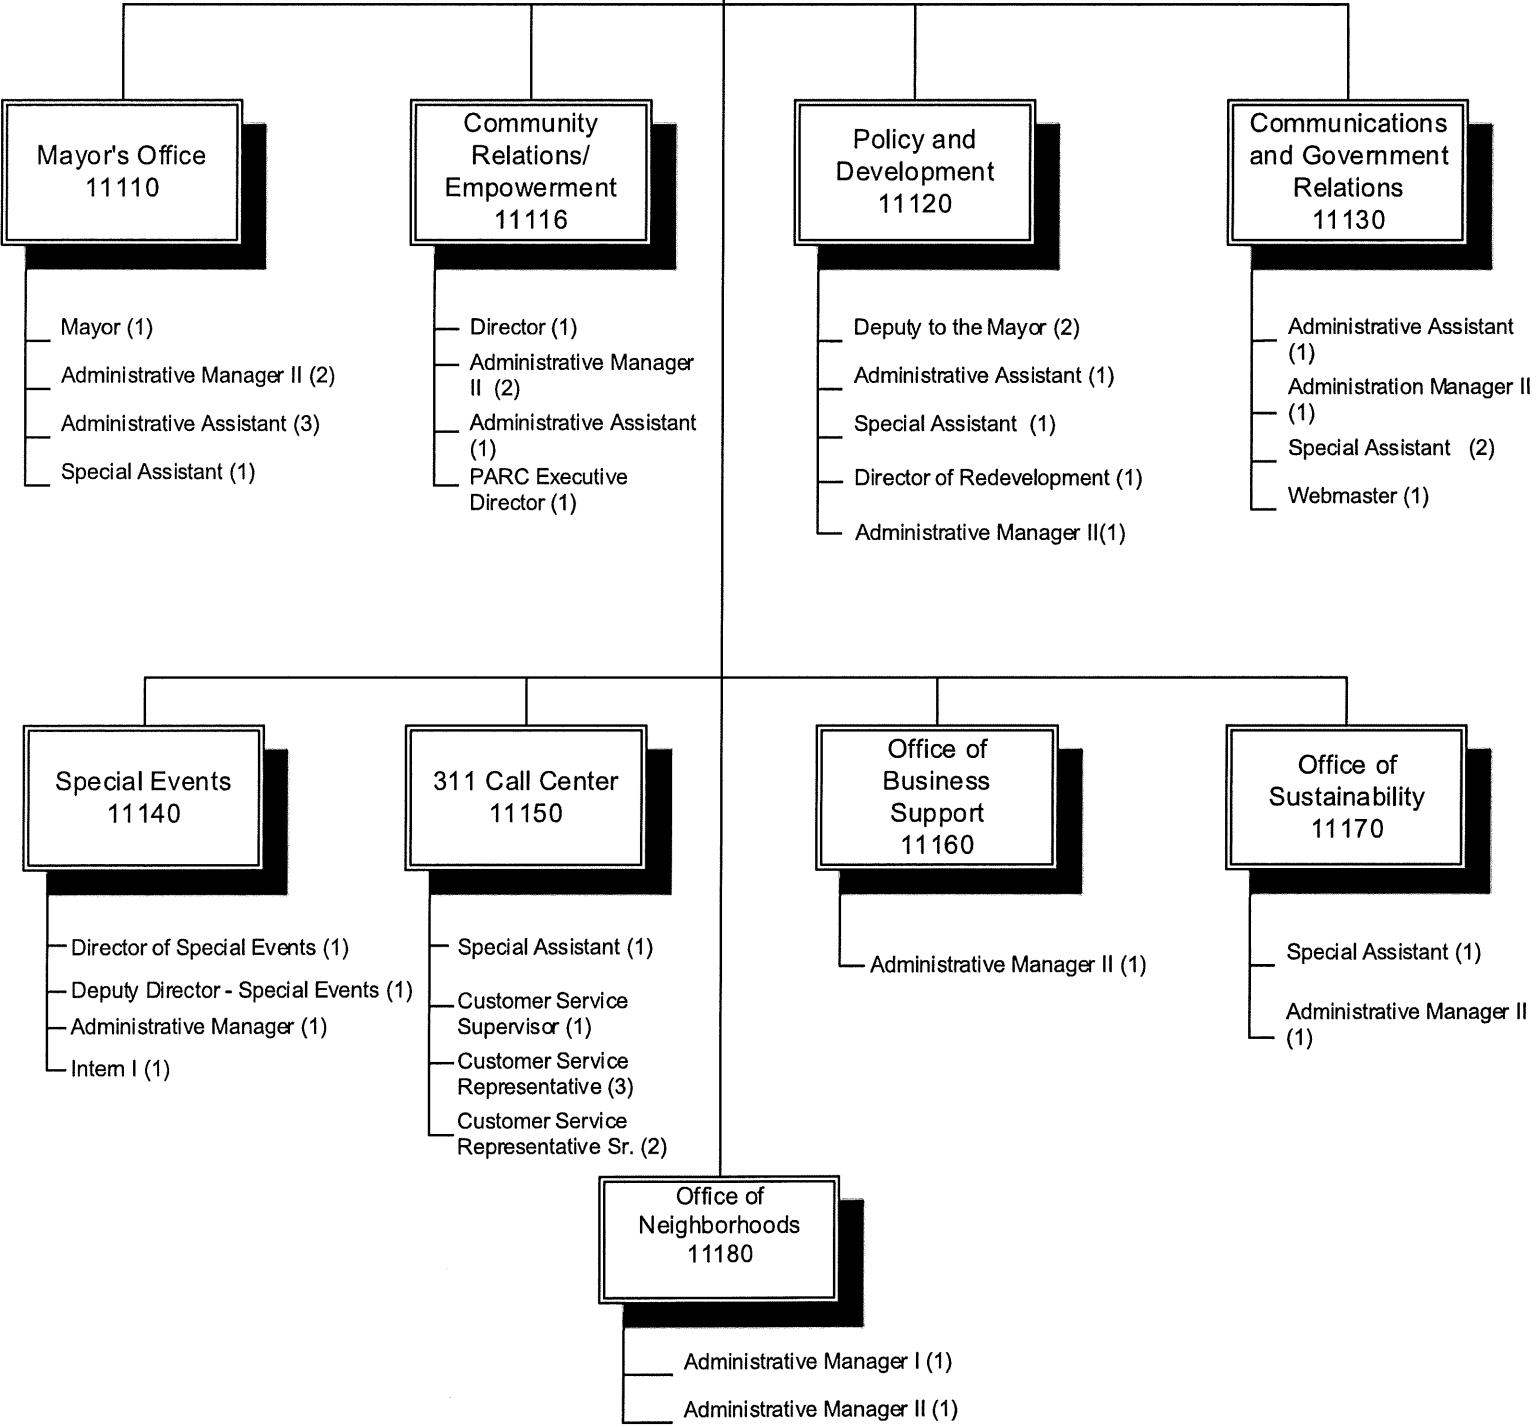 Mayor's Office
11110
Mayor (1)
Administrative Manager II (2)
Administrative Assistant (3)
Special Assistant (1)
Community
Relations/
Empowerment
11116
Director (1)
Administrative Manager
II (2)
Administrative Assistant
(1)
PARC Executive
Director (1)
Policy and
Development
11120
Deputy to the Mayor (2)
Administrative Assistant (1)
Special Assistant (1)
Director of Redevelopment (1)
Administrative Manager II(1)
Communications
and Government
Relations
11130
Administrative Assistant
(1)
Administration Manager II
(1)
Special Assistant (2)
Webmaster (1)
Special Events
11140
Director of Special Events (1)
Deputy Director - Special Events (1)
Administrative Manager (1)
Intern I (1)
311 Call Center
11150
Special Assistant (1)
Customer Service
Supervisor (1)
Customer Service
Representative (3)
Customer Service
Representative Sr. (2)
Office of
Business
Support
11160
Administrative Manager II (1)
Office of
Sustainability
11170
Special Assistant (1)
Administrative Manager II
(1)
Office of
Neighborhoods
11180
Administrative Manager I (1)
Administrative Manager II (1)